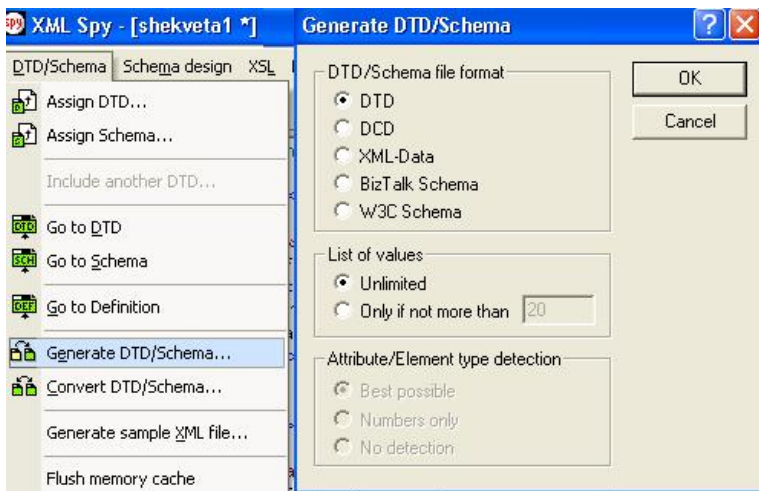 XML Spy - [shekveta1 *]
DTD/Schema Schema design XSL
Assign DTD...
Assign Schema...
Include another DTD...
Go to DTD
Go to Schema
Go to Definition
Generate DTD/Schema...
Convert DTD/Schema...
Generate sample XML file...
Flush memory cache
Generate DTD/Schema
DTD/Schema file format
DTD
DCD
XML-Data
BizTalk Schema
W3C Schema
OK
Cancel
List of values
Unlimited
Only if not more than 20
Attribute/Element type detection
Best possible
Numbers only
No detection